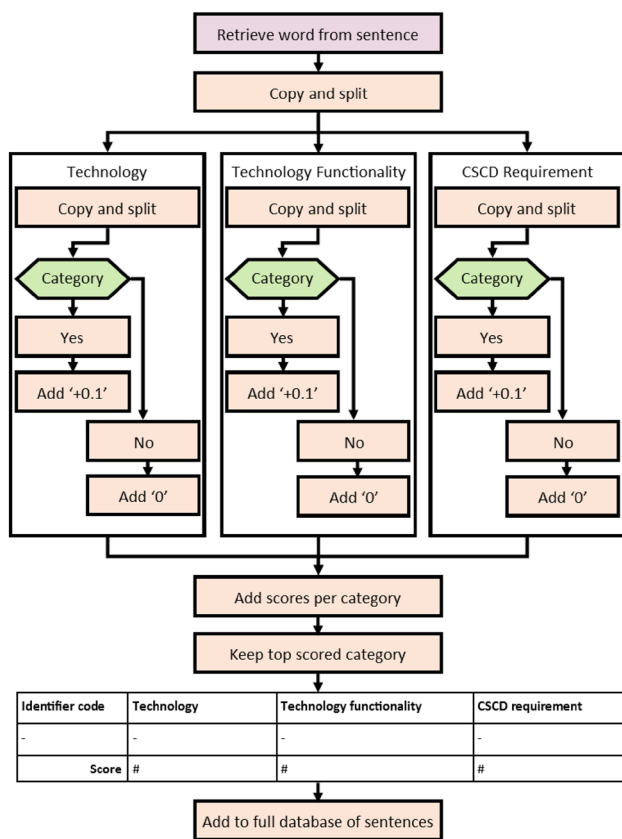 Retrieve word from sentence
Copy and split
Technology
Copy and split
Category
Yes
Add ‘+0.1’
No
Add ‘0’
Technology Functionality
Copy and split
Category
Yes
Add ‘+0.1’
No
Add ‘0’
CSCD Requirement
Copy and split
Category
Yes
Add ‘+0.1’
No
Add ‘0’
Add scores per category
Keep top scored category
Identifier code Technology Technology functionality CSCD requirement
- - - -
Score # # #
Add to full database of sentences